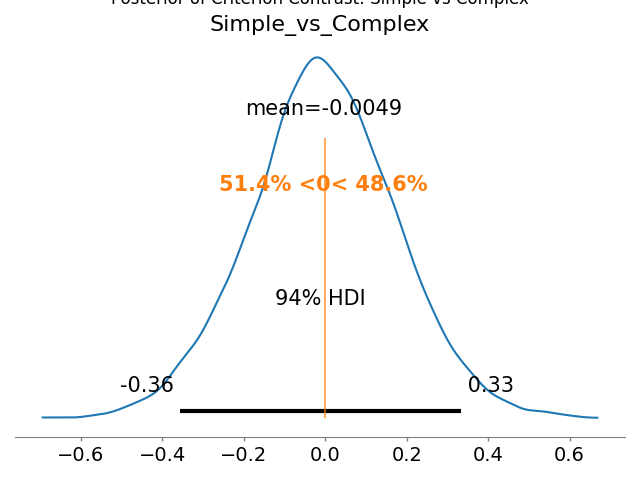 Posterior of Criterion Contrast: Simple vs Complex
Simple_vs_Complex
mean=-0.0049
51.4% <0< 48.6%
94% HDI
-0.36 0.33
−0.6 −0.4 −0.2 0.0 0.2 0.4 0.6